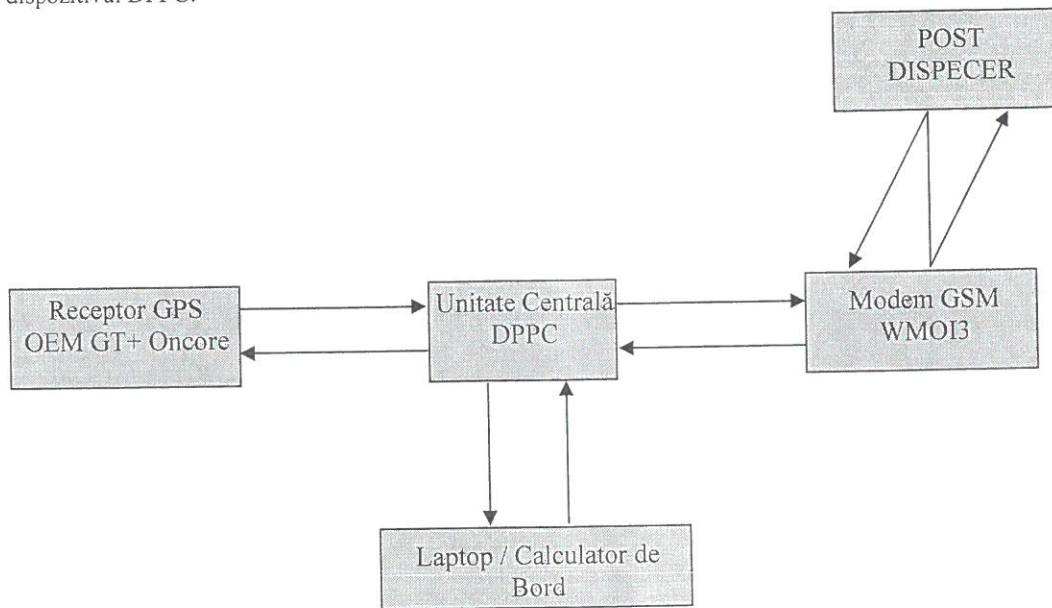 dispozitivul DPPC.
POST
DISPECER
Receptor GPS
OEM GT+ Oncore
Unitate Centrală
DPPC
Modem GSM
WMOI3
Laptop / Calculator de
Bord